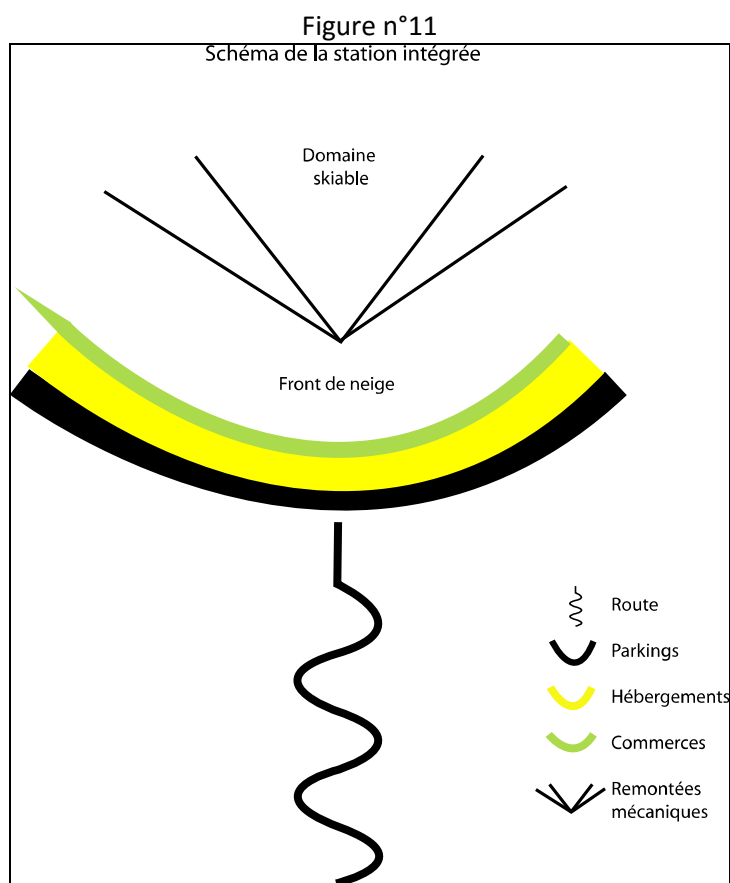 Figure n°11
Schéma de la station intégrée
Domaine
skiable
Front de neige
Route
Parkings
Hébergements
Commerces
Remontées
mécaniques